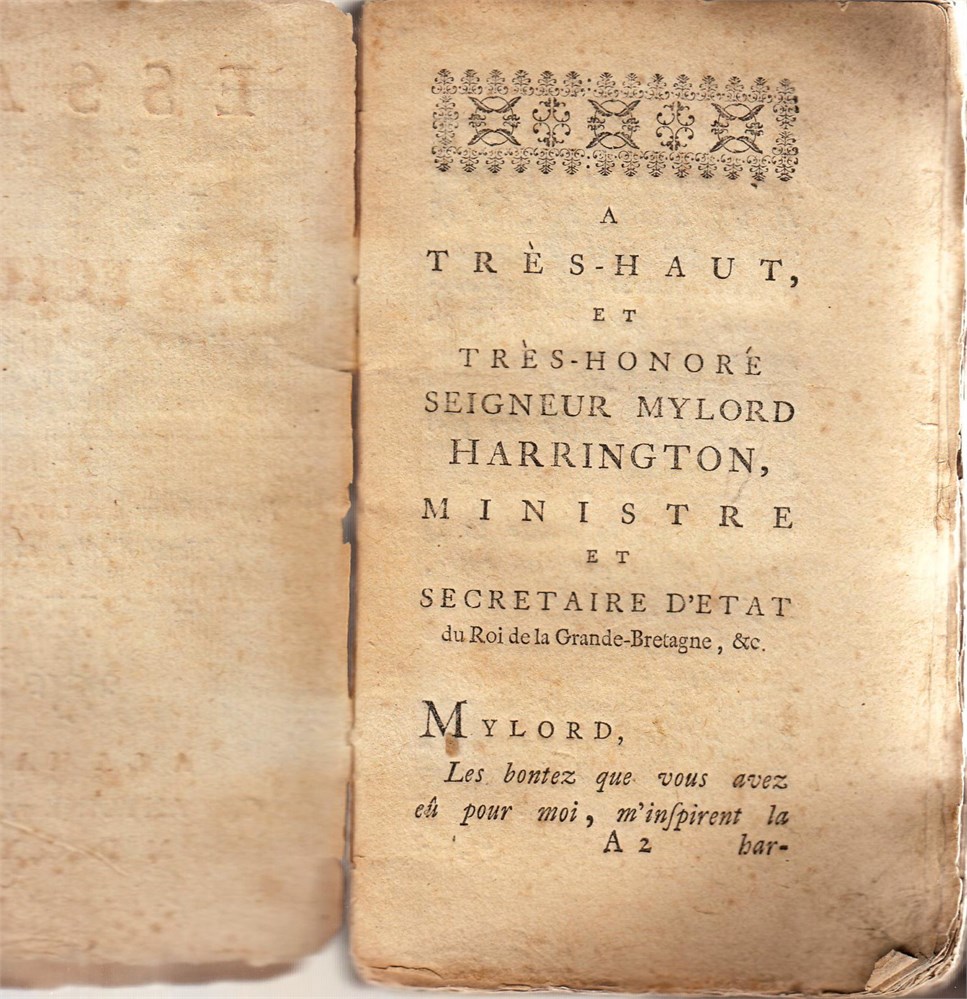 ESSA
A
TRÈS-HAUT,
ET
TRÈS-HONORÉ
SEIGNEUR MYLORD
HARRINGTON,
MINISTRE
ET
SECRETAIRE D'ETAT
du Roi de la Grande-Bretagne, &c.
MYLORD,
Les bontez que vous avez
eû pour moi, m'inſpirent la
A 2 har-